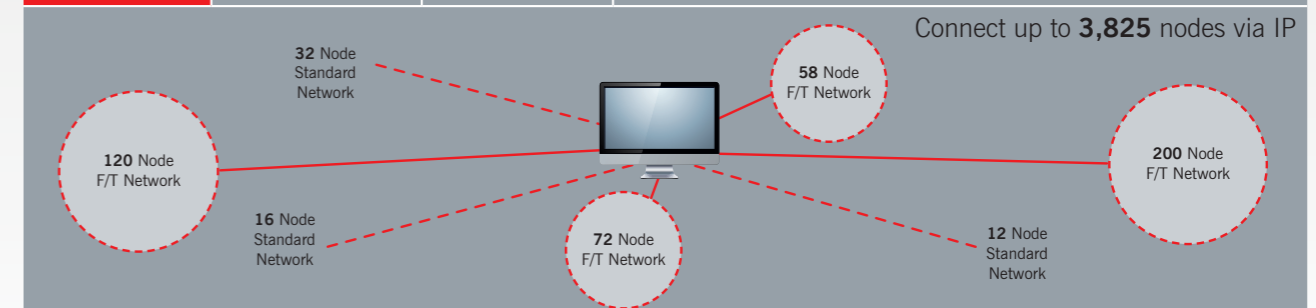 Connect up to 3,825 nodes via IP
32 Node
Standard
Network
58 Node
F/T Network
120 Node
F/T Network
200 Node
F/T Network
16 Node
Standard
Network
72 Node
F/T Network
12 Node
Standard
Network